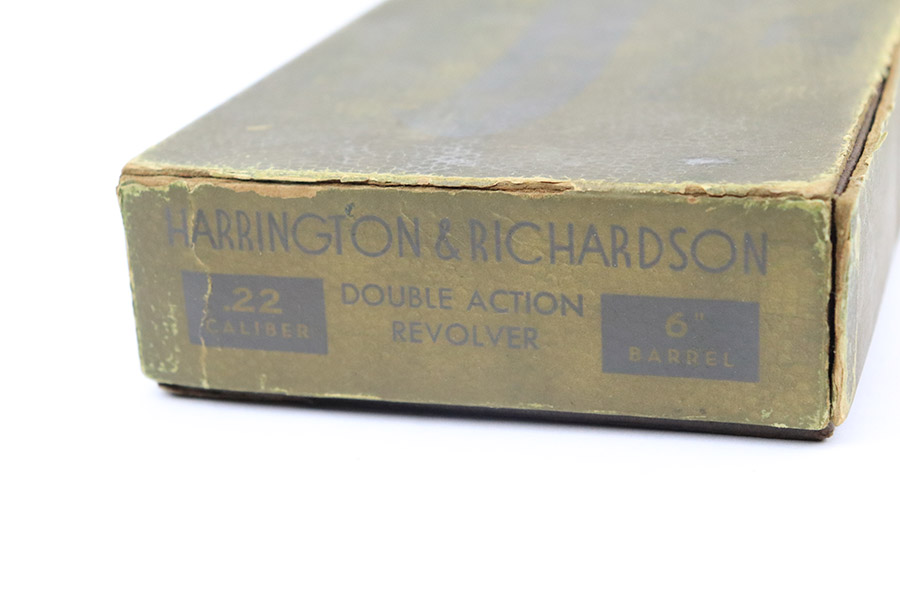 HARRINGTON & RICHARDSON
.22
CALIBER
DOUBLE ACTION
REVOLVER
6"
BARREL